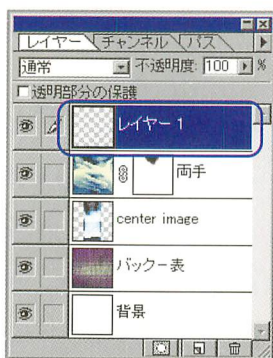 レイヤー チャンネル パス
通常 不透明度: 100 %
透明部分の保護
レイヤー 1
両手
center image
バックー表
背景